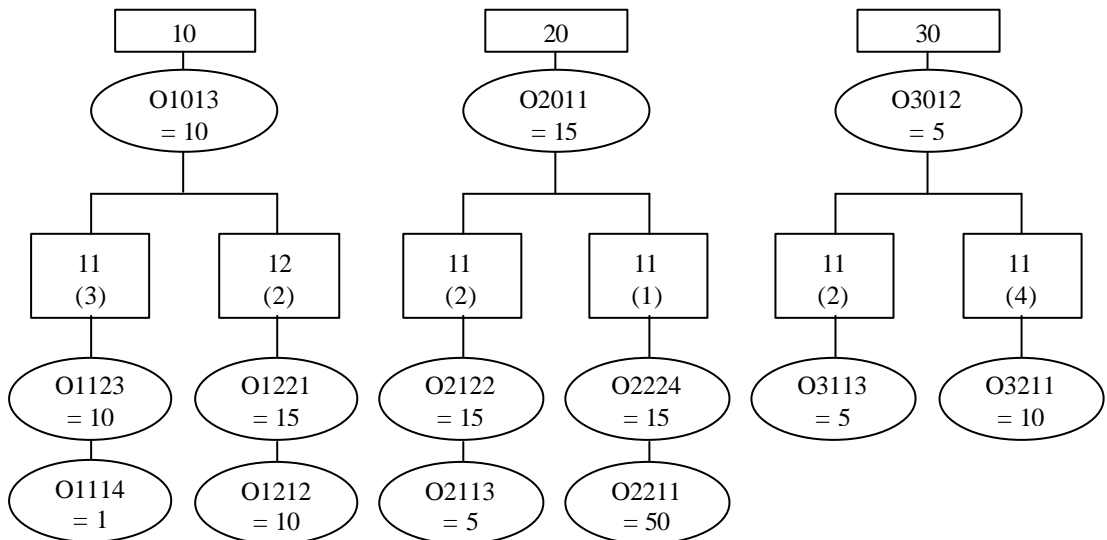 10
20
30
O1013
= 10
O2011
= 15
O3012
= 5
11
(3)
12
(2)
11
(2)
11
(1)
11
(2)
11
(4)
O1123
= 10
O1221
= 15
O2122
= 15
O2224
= 15
O3113
= 5
O3211
= 10
O1114
= 1
O1212
= 10
O2113
= 5
O2211
= 50